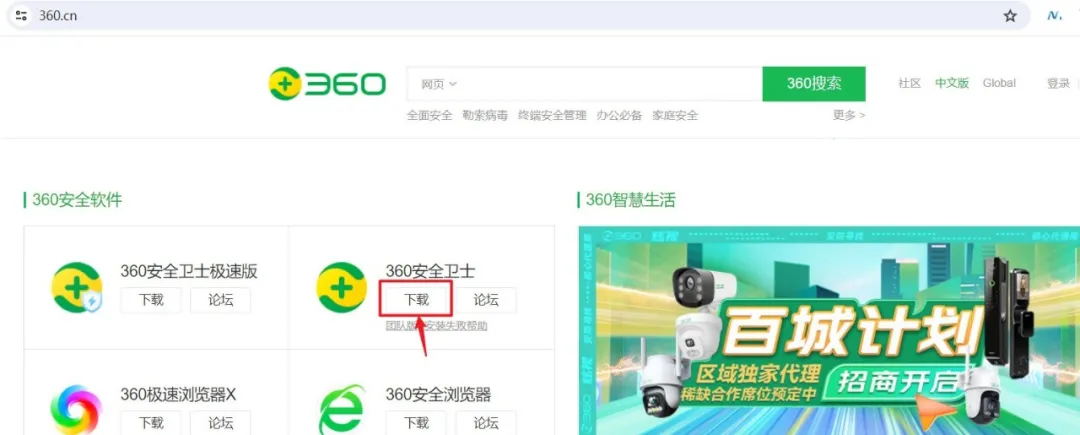 360.cn
360
网页
360搜索
社区 中文版 Global 登录
全面安全 勒索病毒 终端安全管理 办公必备 家庭安全 更多 >
360安全软件
360智慧生活
360安全卫士极速版
下载 论坛
360安全卫士
下载 论坛
团队版 安装失败帮助
360极速浏览器X
下载 论坛
360安全浏览器
下载 论坛
360
百城计划
区域独家代理
稀缺合作席位预定中
招商开启